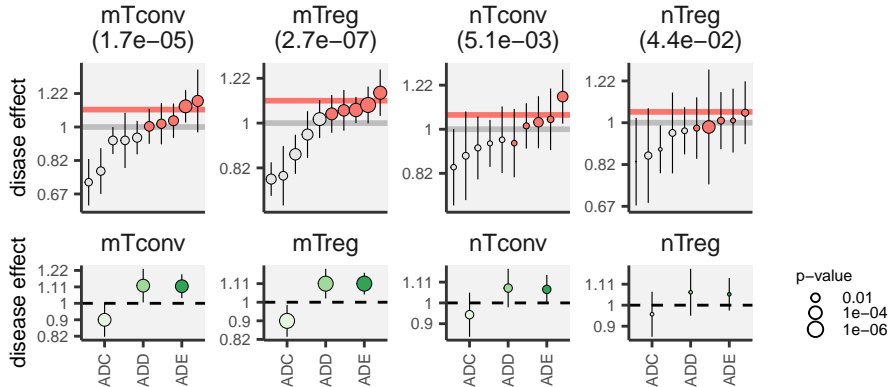 mTconv mTreg nTconv nTreg
(1.7e−05) (2.7e−07) (5.1e−03) (4.4e−02)
disase effect
1.22
1
0.82
0.67
1.22
1
0.82
1.22
1
0.82
0.67
1.22
1
0.82
0.67
mTconv mTreg nTconv nTreg
disease effect
1.22
1.11
1
0.9
0.82
1.11
1
0.9
1.11
1
0.9
1.11
1
0.9
ADC ADD ADE
ADC ADD ADE
ADC ADD ADE
ADC ADD ADE
p−value
0.01
1e−04
1e−06